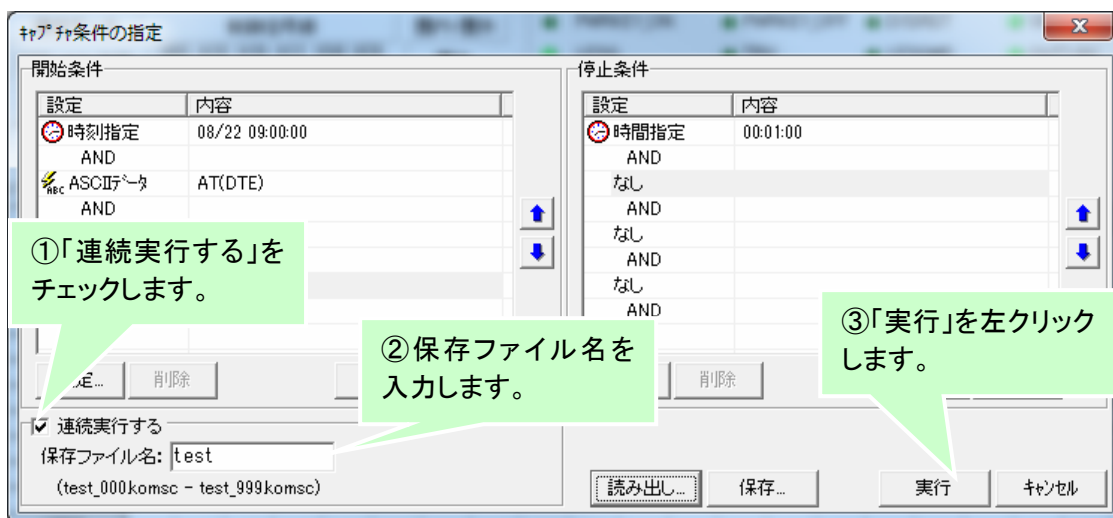 ｷｬﾌﾟﾁｬ条件の指定
開始条件
設定 内容
時刻指定 08/22 09:00:00
AND
ABC ASCIIﾃﾞｰﾀ AT(DTE)
AND
停止条件
設定 内容
時間指定 00:01:00
AND
なし
AND
なし
AND
なし
AND
①「連続実行する」を
チェックします。
②保存ファイル名を
入力します。
③「実行」を左クリック
します。
削除
削除
連続実行する
保存ファイル名: test
(test_000.komsc - test_999.komsc)
読み出し...
保存...
実行
ｷｬﾝｾﾙ